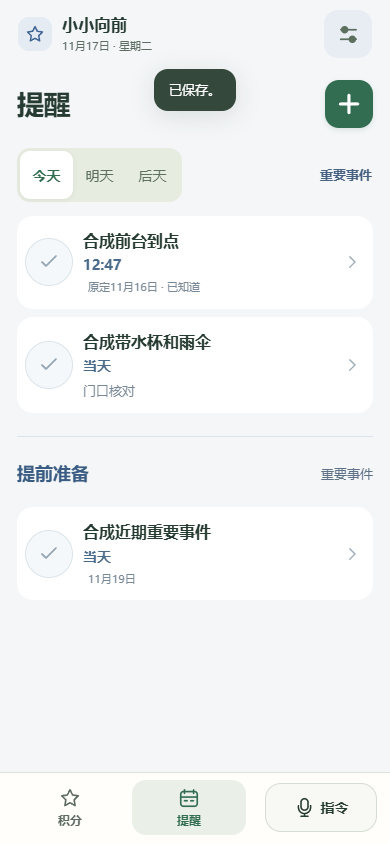 小小向前
11月17日 · 星期二
已保存。
提醒
今天 明天 后天 重要事件
合成前台到点
12:47
原定11月16日 · 已知道
合成带水杯和雨伞
当天
门口核对
提前准备 重要事件
合成近期重要事件
当天
11月19日
积分 提醒 指令